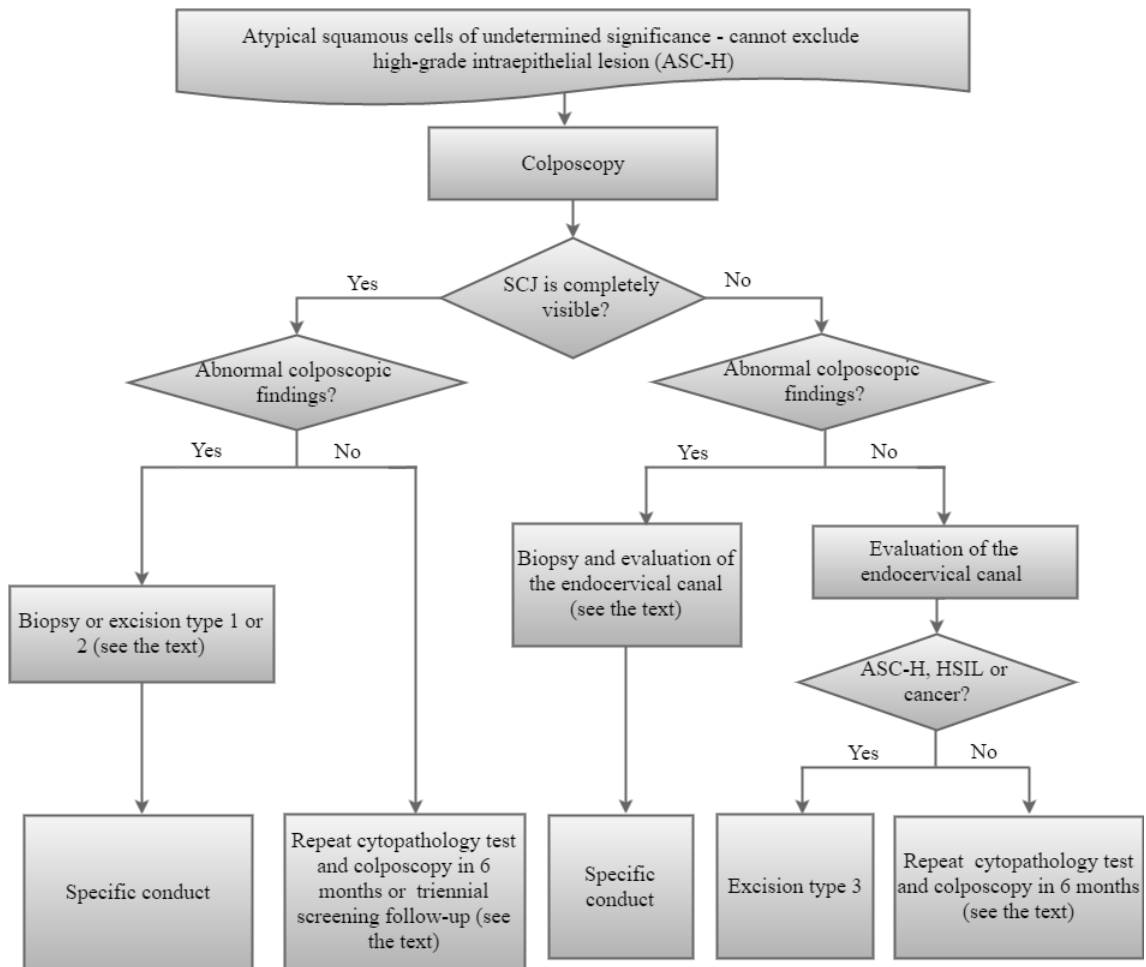 Atypical squamous cells of undetermined significance - cannot exclude
high-grade intraepithelial lesion (ASC-H)
Colposcopy
SCJ is completely
visible?
Yes
No
Abnormal colposcopic
findings?
Abnormal colposcopic
findings?
Yes
No
Yes
No
Biopsy or excision type 1 or
2 (see the text)
Biopsy and evaluation of
the endocervical canal
(see the text)
Evaluation of the
endocervical canal
ASC-H, HSIL or
cancer?
Yes
No
Specific conduct
Repeat cytopathology test
and colposcopy in 6
months or triennial
screening follow-up (see
the text)
Specific
conduct
Excision type 3
Repeat cytopathology test
and colposcopy in 6 months
(see the text)